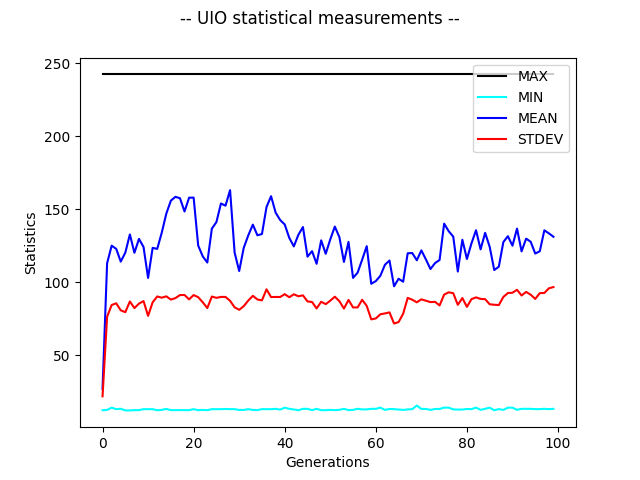 -- UIO statistical measurements --
250
200
150
100
50
Statistics
0 20 40 60 80 100
Generations
MAX
MIN
MEAN
STDEV